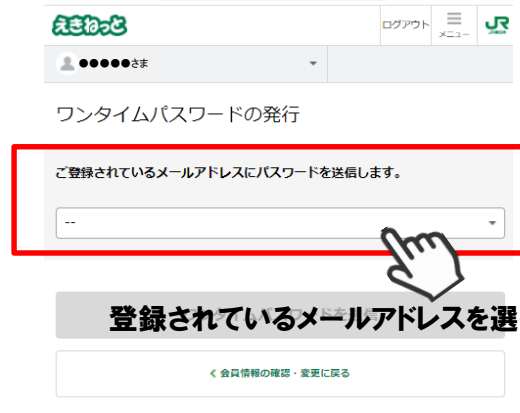 えきねっと
ログアウト
メニュー
JR
●●●●●さま
ワンタイムパスワードの発行
ご登録されているメールアドレスにパスワードを送信します。
--
登録されているメールアドレスを選
会員情報の確認・変更に戻る